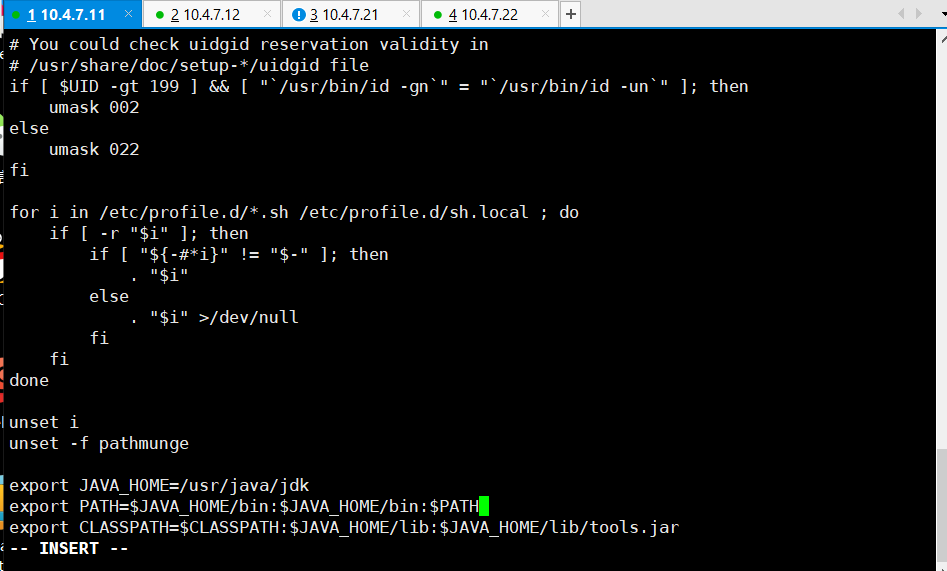 1 10.4.7.11 × 2 10.4.7.12 × 3 10.4.7.21 × 4 10.4.7.22 × +
# You could check uidgid reservation validity in
# /usr/share/doc/setup-*/uidgid file
if [ $UID -gt 199 ] && [ "`/usr/bin/id -gn`" = "`/usr/bin/id -un`" ]; then
    umask 002
else
    umask 022
fi

for i in /etc/profile.d/*.sh /etc/profile.d/sh.local ; do
    if [ -r "$i" ]; then
        if [ "${-#*i}" != "$-" ]; then
            . "$i"
        else
            . "$i" >/dev/null
        fi
    fi
done

unset i
unset -f pathmunge

export JAVA_HOME=/usr/java/jdk
export PATH=$JAVA_HOME/bin:$JAVA_HOME/bin:$PATH
export CLASSPATH=$CLASSPATH:$JAVA_HOME/lib:$JAVA_HOME/lib/tools.jar
-- INSERT --